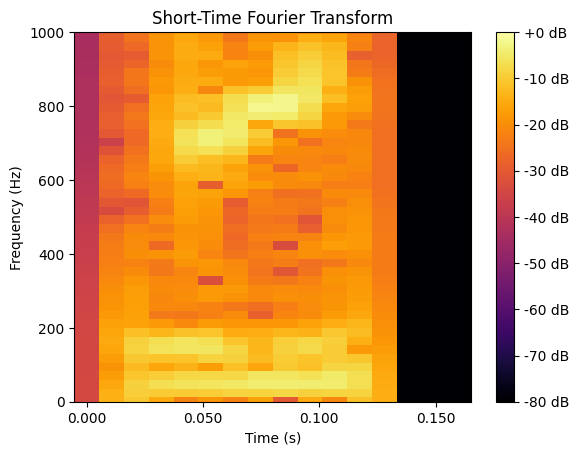 Short-Time Fourier Transform
1000
800
600
400
200
0
Frequency (Hz)
0.000
0.050
0.100
0.150
Time (s)
+0 dB
-10 dB
-20 dB
-30 dB
-40 dB
-50 dB
-60 dB
-70 dB
-80 dB